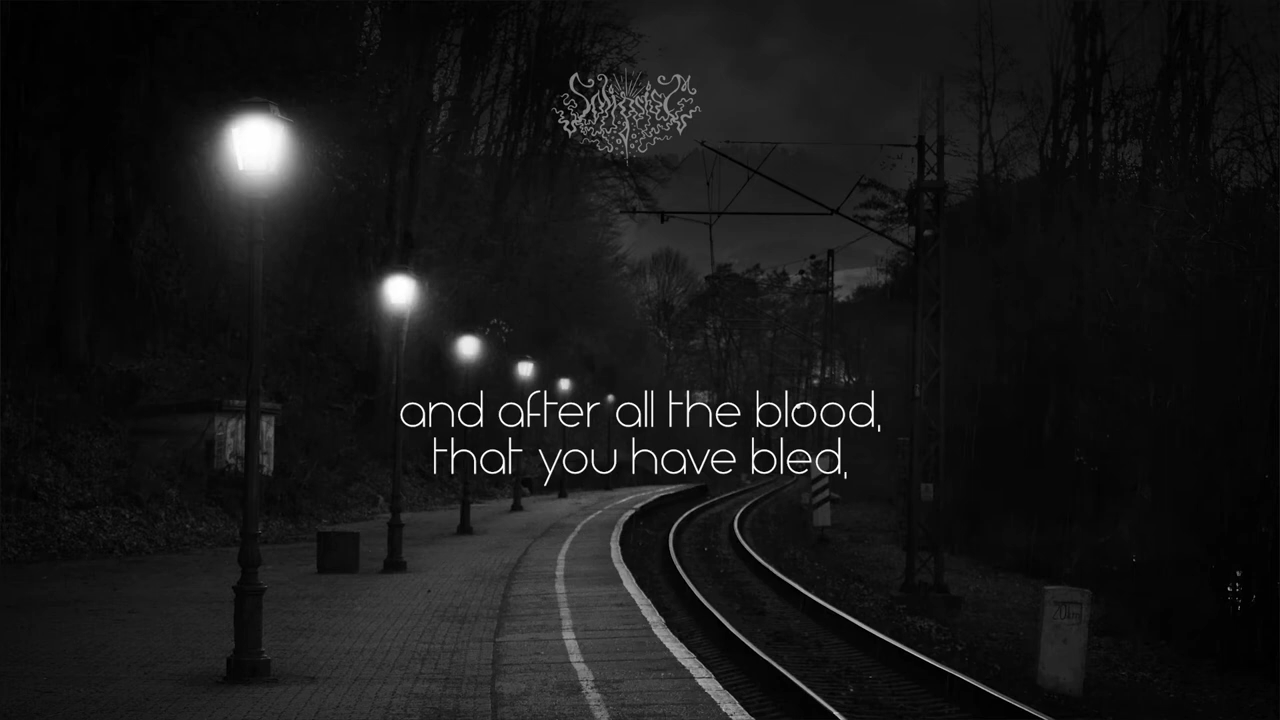 and after all the blood,
that you have bled,